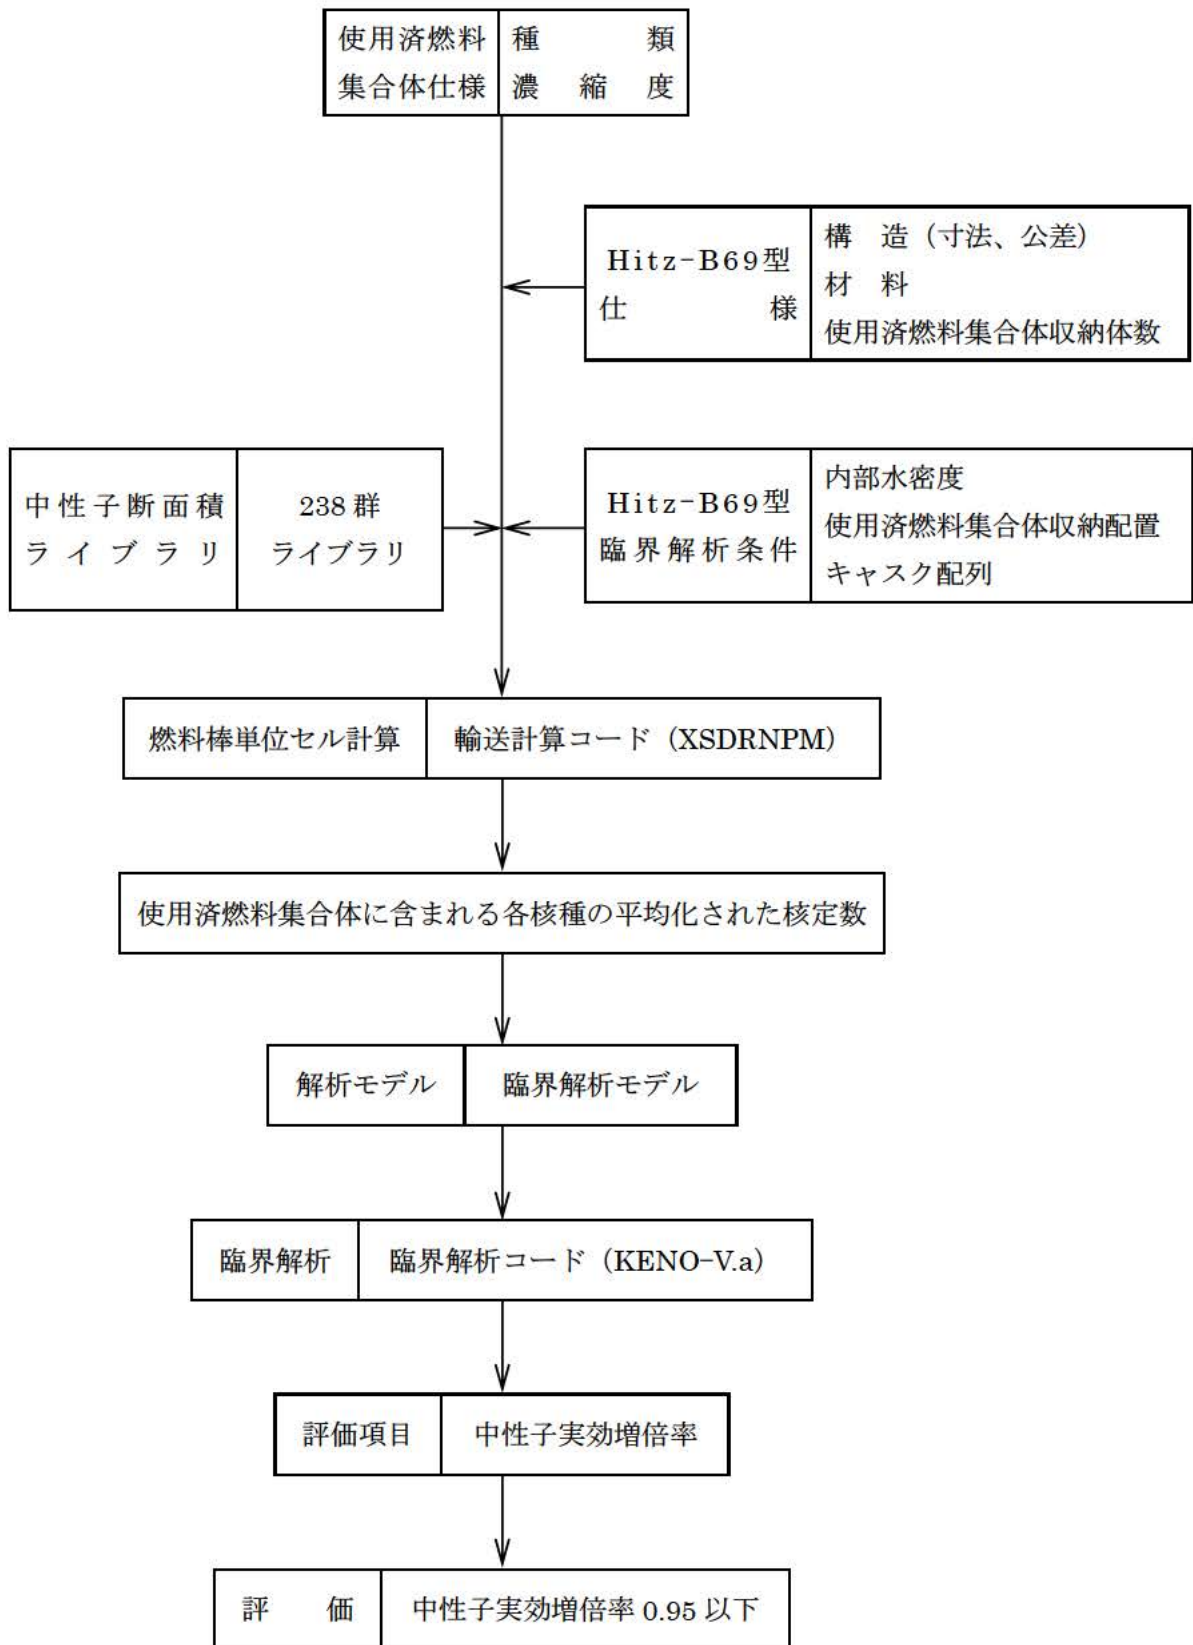 使用済燃料
集合体仕様
種類
濃縮度
Hitz-B69型
仕様
構 造（寸法、公差）
材 料
使用済燃料集合体収納体数
中性子断面積
ライブラリ
238群
ライブラリ
Hitz-B69型
臨界解析条件
内部水密度
使用済燃料集合体収納配置
キャスク配列
燃料棒単位セル計算
輸送計算コード（XSDRNPM）
使用済燃料集合体に含まれる各核種の平均化された核定数
解析モデル
臨界解析モデル
臨界解析
臨界解析コード（KENO-V.a）
評価項目
中性子実効増倍率
評 価
中性子実効増倍率 0.95 以下